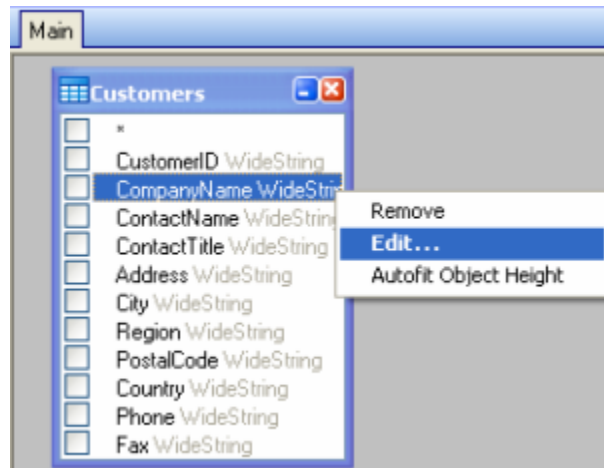 Main
Customers
*
CustomerID WideString
CompanyName WideStrin
ContactName WideString
ContactTitle WideString
Address WideString
City WideString
Region WideString
PostalCode WideString
Country WideString
Phone WideString
Fax WideString
Remove
Edit...
Autofit Object Height